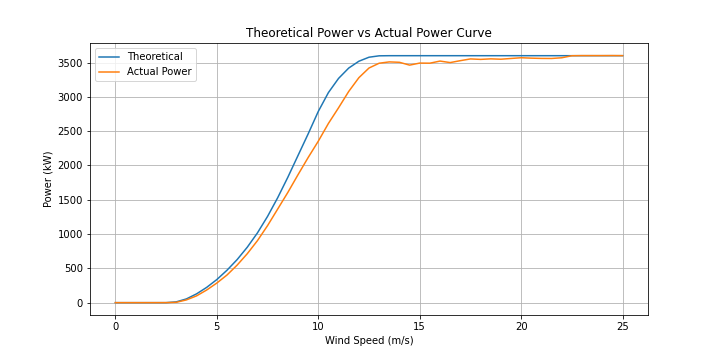 Theoretical Power vs Actual Power Curve
Theoretical
Actual Power
Power (kW)
3500
3000
2500
2000
1500
1000
500
0
0 5 10 15 20 25
Wind Speed (m/s)